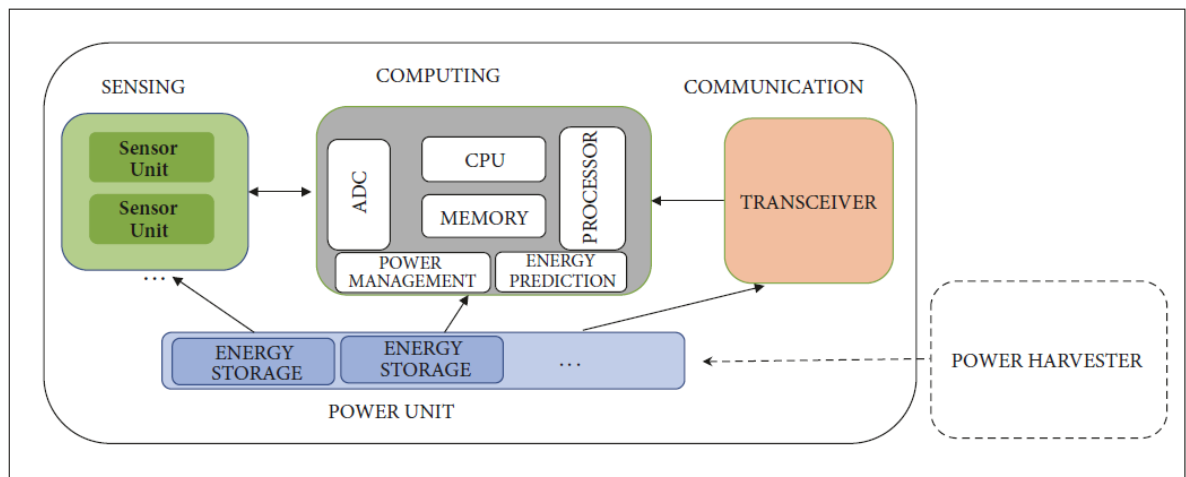 SENSING
COMPUTING
COMMUNICATION
Sensor
Unit
Sensor
Unit
...
ADC
CPU
MEMORY
PROCESSOR
POWER
MANAGEMENT
ENERGY
PREDICTION
TRANSCEIVER
ENERGY
STORAGE
ENERGY
STORAGE
...
POWER UNIT
POWER HARVESTER